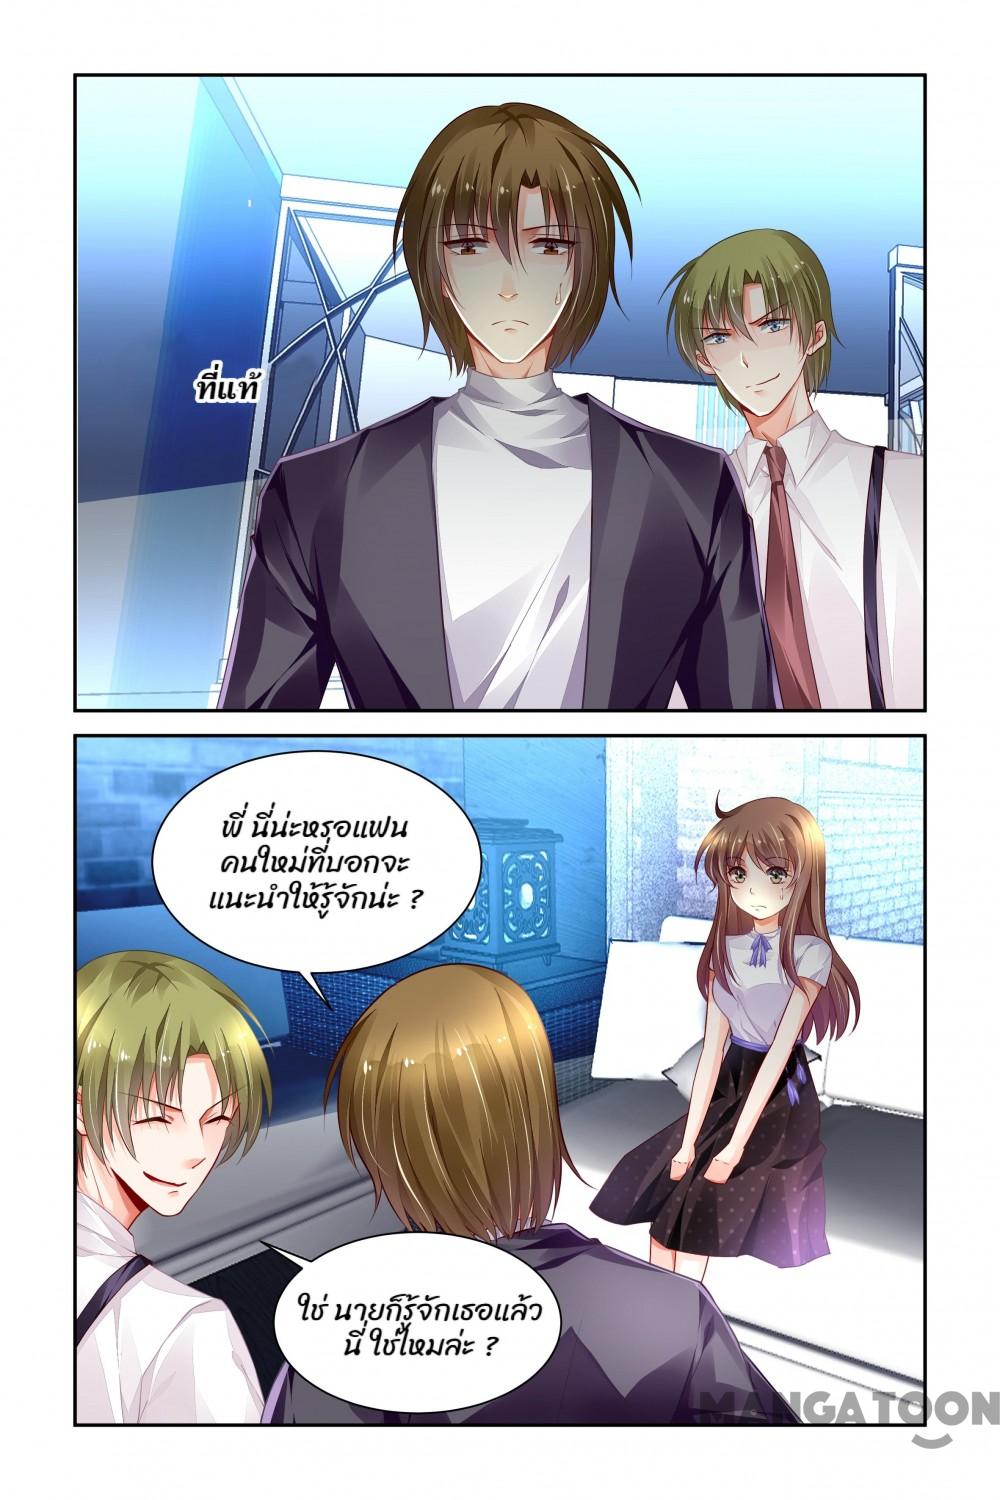 ที่แท้
พี่ นี่น่ะหรอแฟน
คนใหม่ที่บอกจะ
แนะนำให้รู้จักน่ะ ?
ใช่ นายก็รู้จักเธอแล้ว
นี่ ใช่ไหมล่ะ ?
MANGATOON